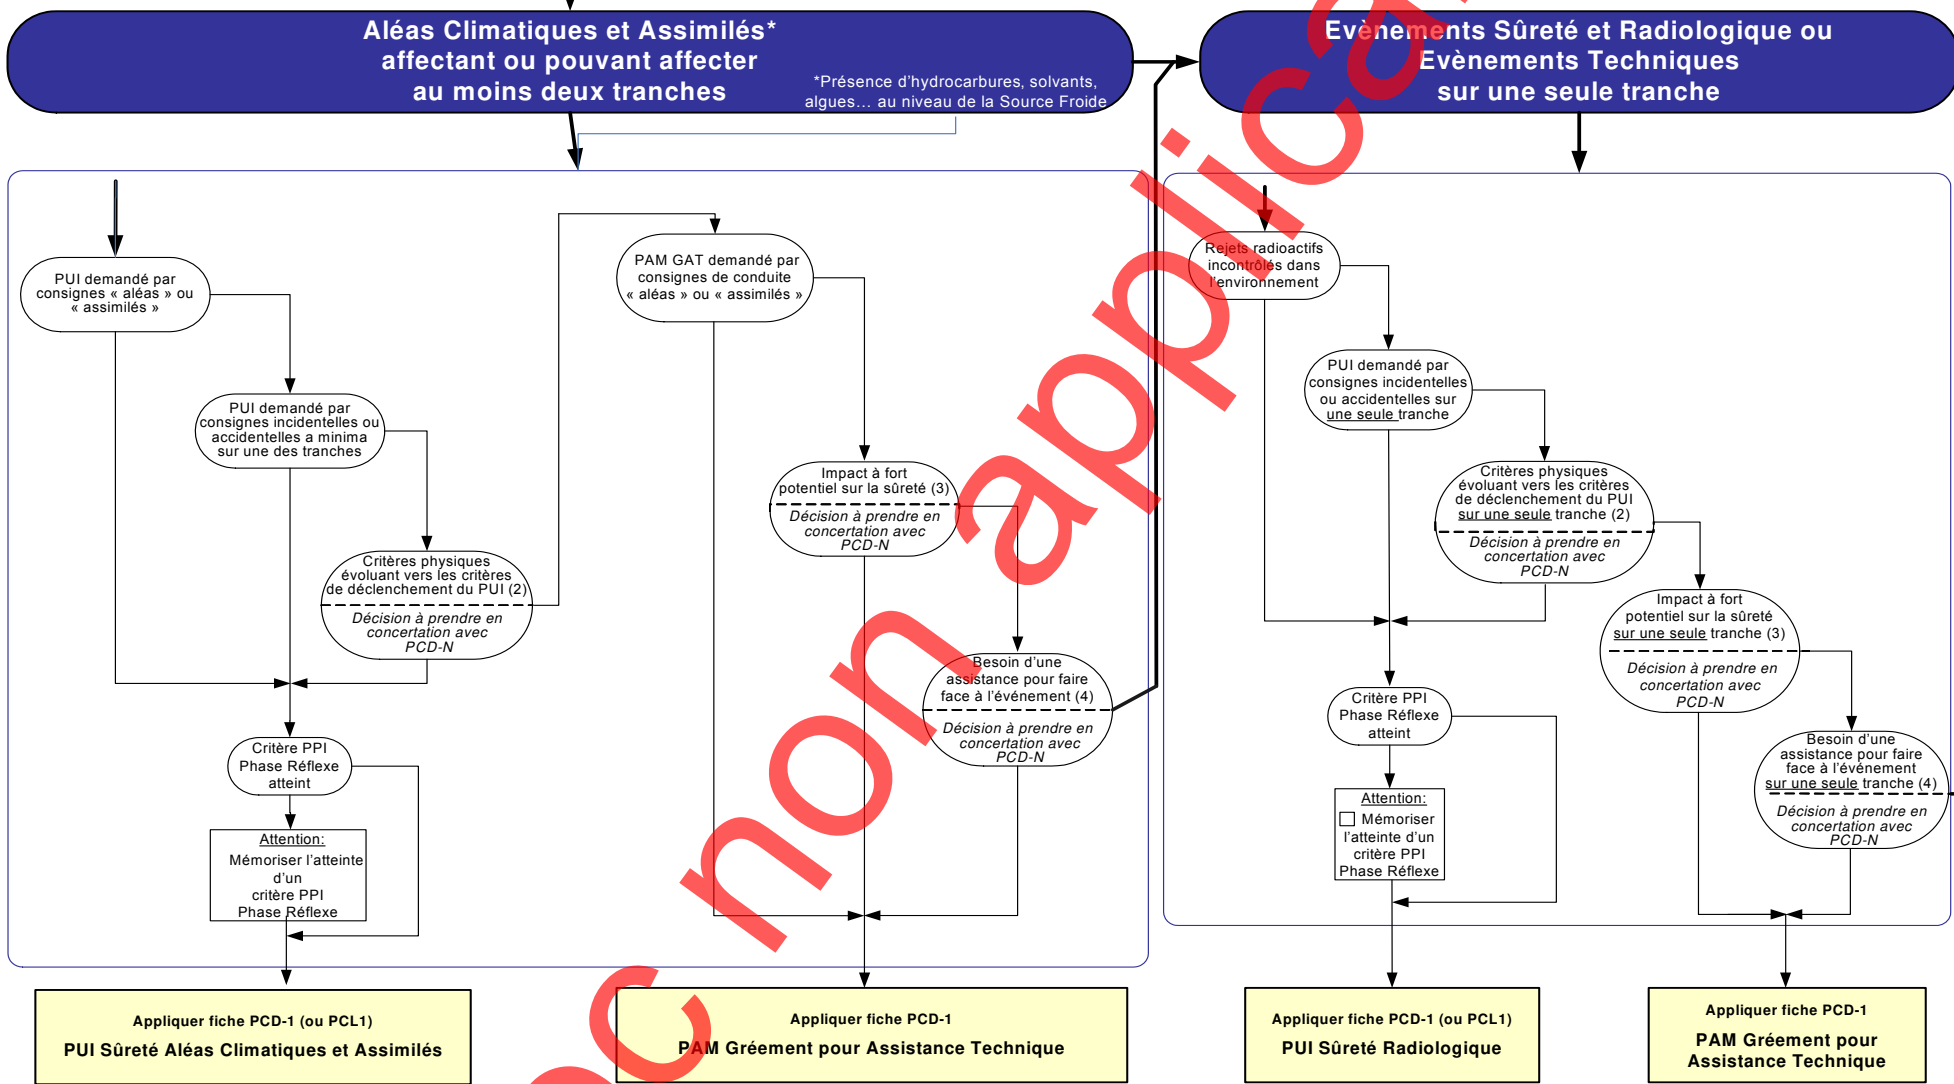 Aléas Climatiques et Assimilés*
affectant ou pouvant affecter
au moins deux tranches
*Présence d'hydrocarbures, solvants,
algues… au niveau de la Source Froide
Evènements Sûreté et Radiologique ou
Evènements Techniques
sur une seule tranche
PUI demandé par
consignes « aléas » ou
« assimilés »
PUI demandé par
consignes incidentelles ou
accidentelles a minima
sur une des tranches
Critères physiques
évoluant vers les critères
de déclenchement du PUI (2)
Décision à prendre en
concertation avec
PCD-N
Critère PPI
Phase Réflexe
atteint
Attention:
Mémoriser l'atteinte
d'un
critère PPI
Phase Réflexe
PAM GAT demandé par
consignes de conduite
« aléas » ou « assimilés »
Impact à fort
potentiel sur la sûreté (3)
Décision à prendre en
concertation avec
PCD-N
Besoin d'une
assistance pour faire
face à l'événement (4)
Décision à prendre en
concertation avec
PCD-N
Rejets radioactifs
incontrôlés dans
l'environnement
PUI demandé par
consignes incidentelles
ou accidentelles sur
une seule tranche
Critères physiques
évoluant vers les critères
de déclenchement du PUI
sur une seule tranche (2)
Décision à prendre en
concertation avec
PCD-N
Critère PPI
Phase Réflexe
atteint
Attention:
Mémoriser
l'atteinte d'un
critère PPI
Phase Réflexe
Impact à fort
potentiel sur la sûreté
sur une seule tranche (3)
Décision à prendre en
concertation avec
PCD-N
Besoin d'une
assistance pour faire
face à l'événement
sur une seule tranche (4)
Décision à prendre en
concertation avec
PCD-N
Appliquer fiche PCD-1 (ou PCL1)
PUI Sûreté Aléas Climatiques et Assimilés
Appliquer fiche PCD-1
PAM Gréement pour Assistance Technique
Appliquer fiche PCD-1 (ou PCL1)
PUI Sûreté Radiologique
Appliquer fiche PCD-1
PAM Gréement pour
Assistance Technique
non